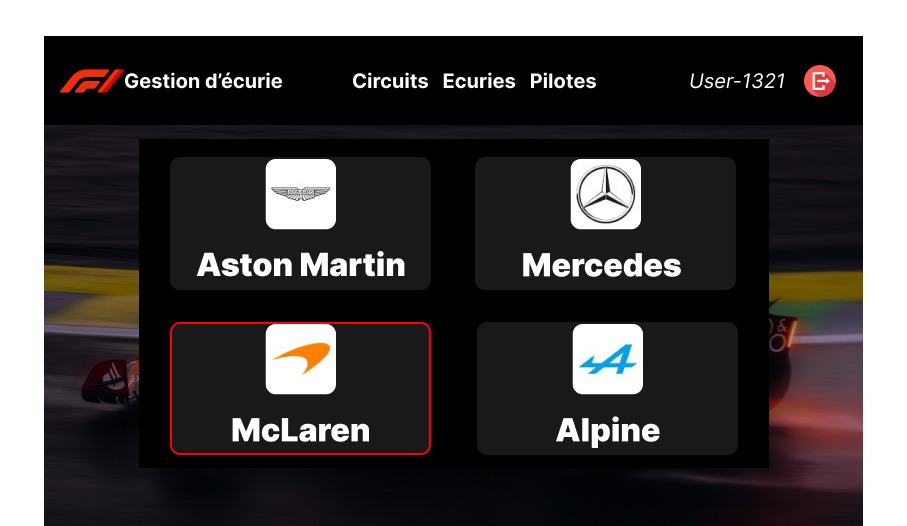 Gestion d’écurie Circuits Ecuries Pilotes User-1321
Aston Martin Mercedes
McLaren Alpine
&